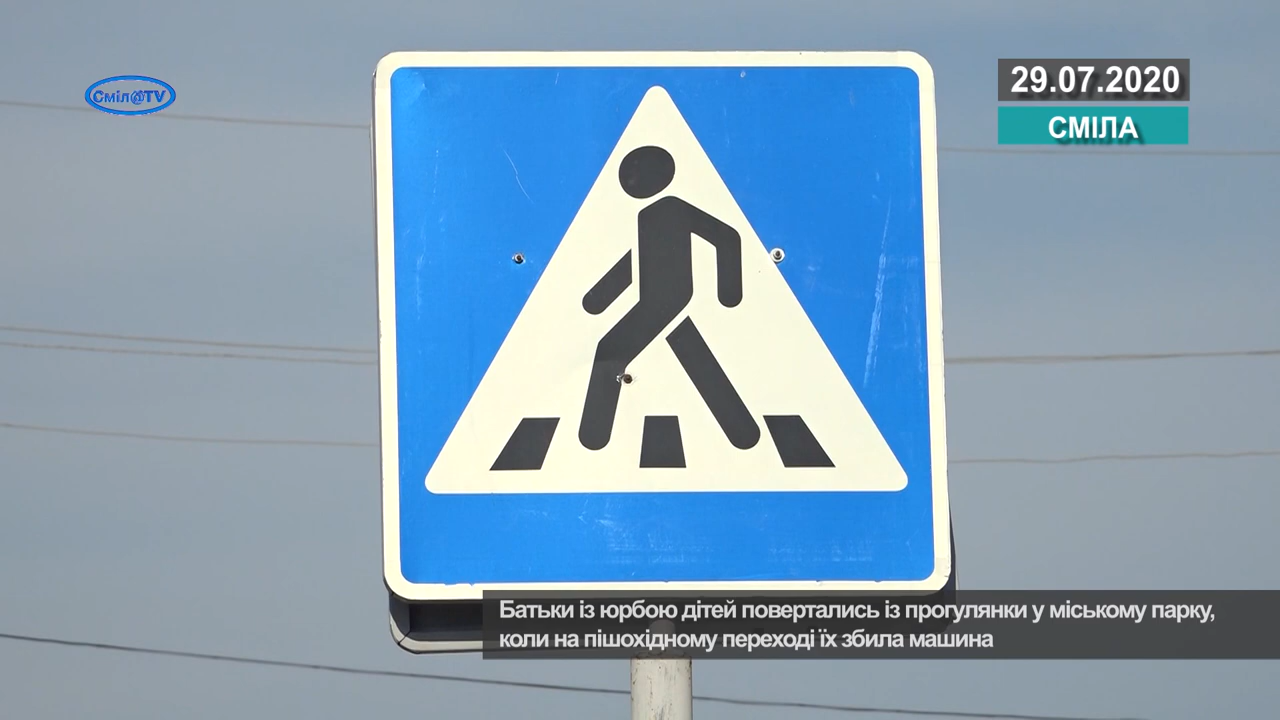 Сміл@TV
29.07.2020
СМІЛА
Батьки із юрбою дітей повертались із прогулянки у міському парку,
коли на пішохідному переході їх збила машина